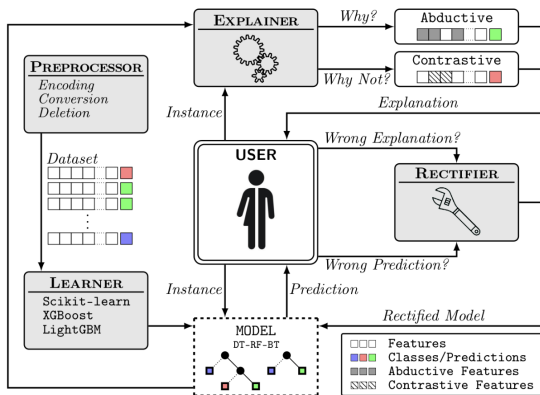 EXPLAINER
Why?
Abductive
Why Not?
Contrastive
PREPROCESSOR
Encoding
Conversion
Deletion
Instance
Explanation
Dataset
USER
Wrong Explanation?
RECTIFIER
Wrong Prediction?
LEARNER
Scikit-learn
XGBoost
LightGBM
Instance
Prediction
MODEL
DT-RF-BT
Rectified Model
Features
Classes/Predictions
Abductive Features
Contrastive Features